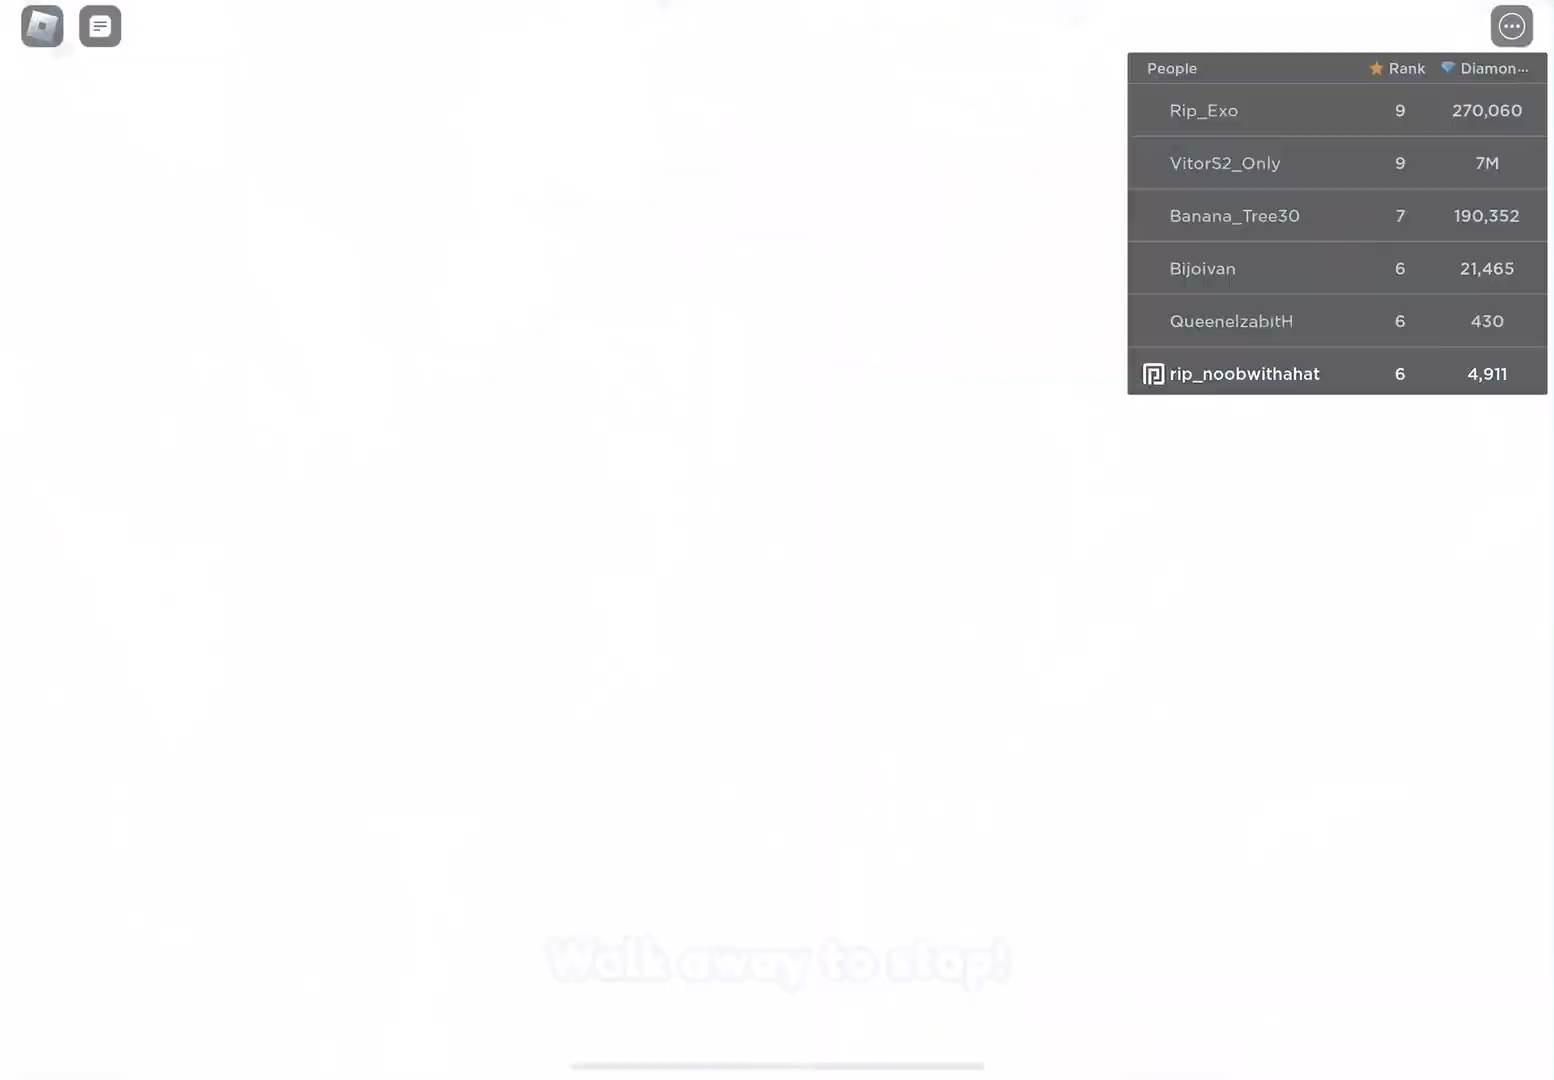 People Rank Diamon...
Rip_Exo 9 270,060
VitorS2_Only 9 7M
Banana_Tree30 7 190,352
Bijoivan 6 21,465
QueenelzabitH 6 430
rip_noobwithahat 6 4,911
Walk away to stop!